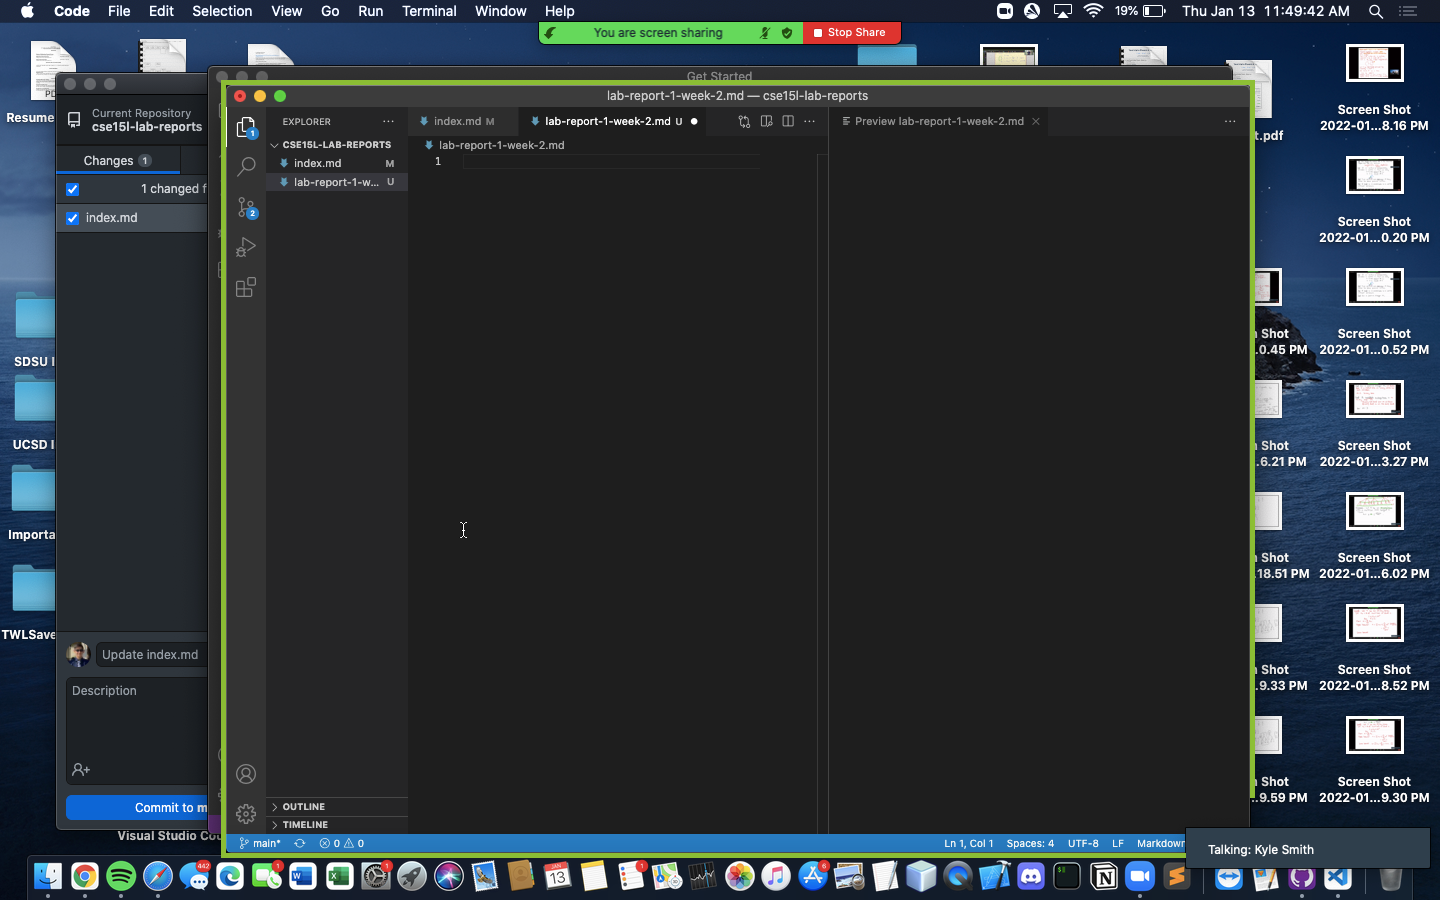 Code File Edit Selection View Go Run Terminal Window Help
19% Thu Jan 13 11:49:42 AM
You are screen sharing
Stop Share
Get Started
lab-report-1-week-2.md — cse15l-lab-reports
Resume
Current Repository
cse15l-lab-reports
Changes 1
1 changed f
index.md
EXPLORER
CSE15L-LAB-REPORTS
index.md M
lab-report-1-w... U
1
2
index.md M
lab-report-1-week-2.md U
Preview lab-report-1-week-2.md
lab-report-1-week-2.md
1
t.pdf
Screen Shot
2022-01...8.16 PM
Screen Shot
2022-01...0.20 PM
Shot
.0.45 PM
Screen Shot
2022-01...0.52 PM
Shot
.6.21 PM
Screen Shot
2022-01...3.27 PM
Shot
.18.51 PM
Screen Shot
2022-01...6.02 PM
Shot
.9.33 PM
Screen Shot
2022-01...8.52 PM
Shot
..9.59 PM
Screen Shot
2022-01...9.30 PM
SDSU
UCSD
Importa
TWLSave
Update index.md
Description
Commit to m
Visual Studio Co
OUTLINE
TIMELINE
main*
0 0
Ln 1, Col 1 Spaces: 4 UTF-8 LF Markdown
Talking: Kyle Smith
442
1
1
JAN
13
1
6